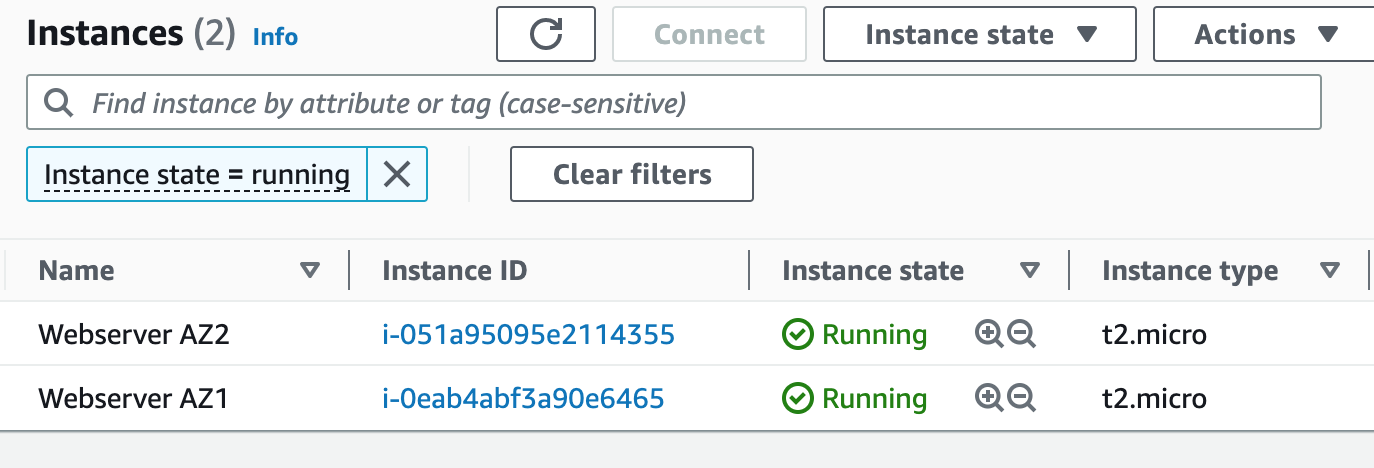 Instances (2) Info Connect Instance state Actions
Find instance by attribute or tag (case-sensitive)
Instance state = running Clear filters
Name Instance ID Instance state Instance type
Webserver AZ2 i-051a95095e2114355 Running t2.micro
Webserver AZ1 i-0eab4abf3a90e6465 Running t2.micro